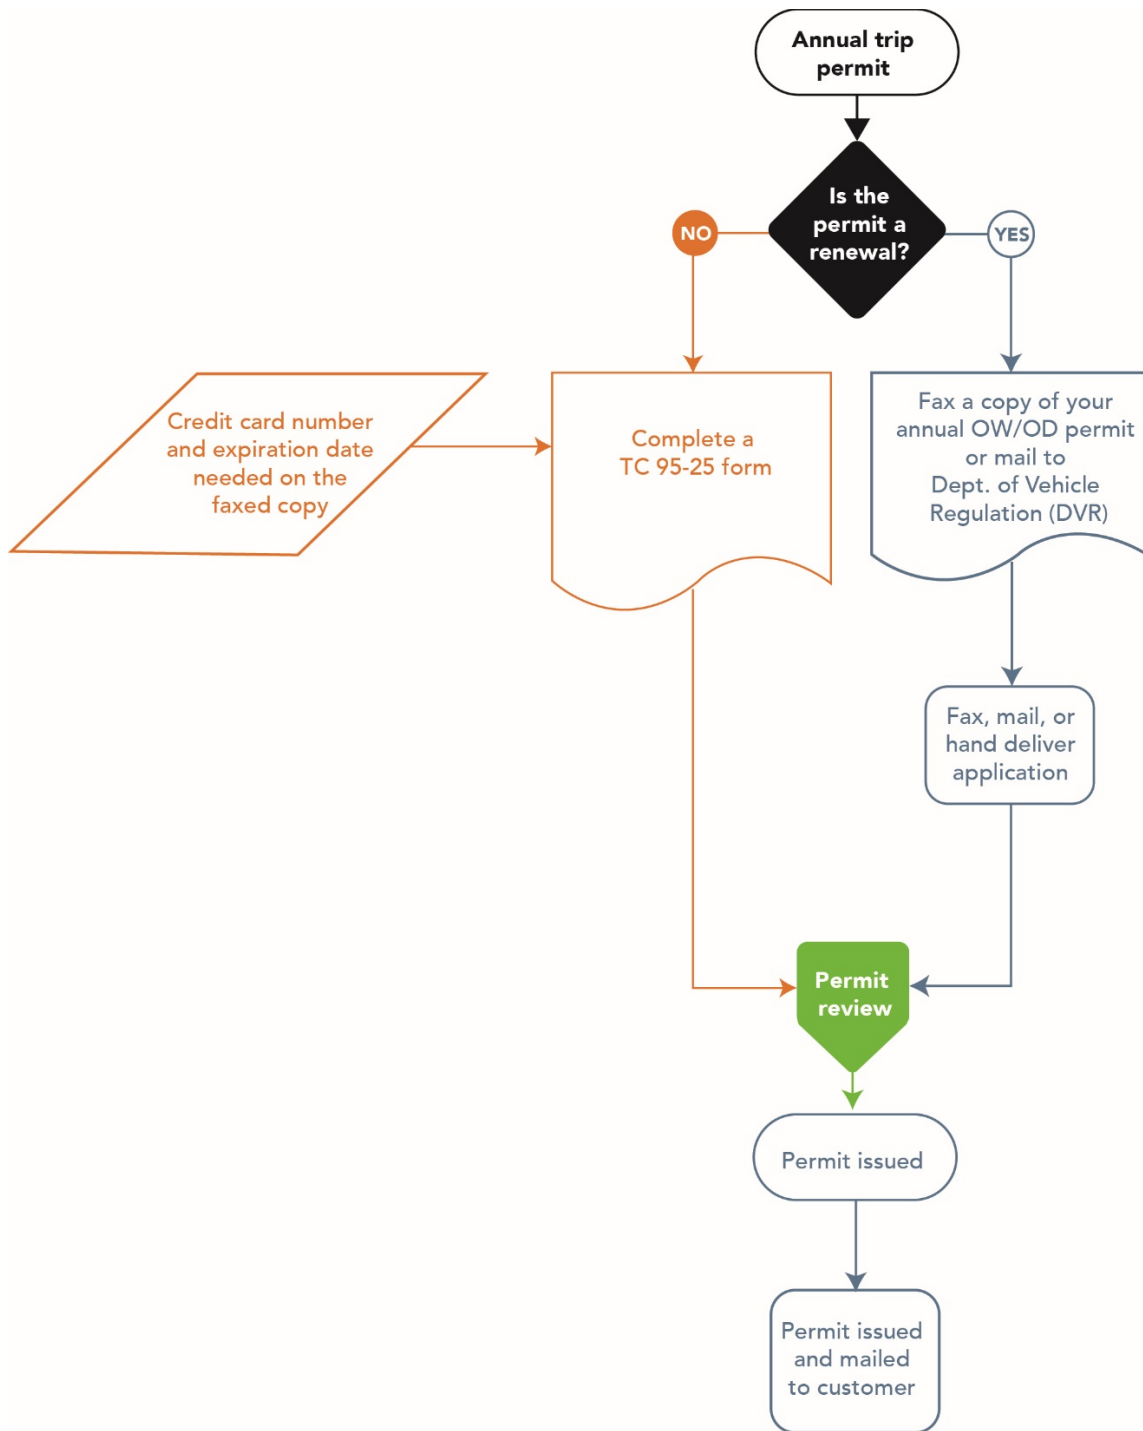 Annual trip
permit
Is the
permit a
renewal?
NO
YES
Credit card number
and expiration date
needed on the
faxed copy
Complete a
TC 95-25 form
Fax a copy of your
annual OW/OD permit
or mail to
Dept. of Vehicle
Regulation (DVR)
Fax, mail, or
hand deliver
application
Permit
review
Permit issued
Permit issued
and mailed
to customer